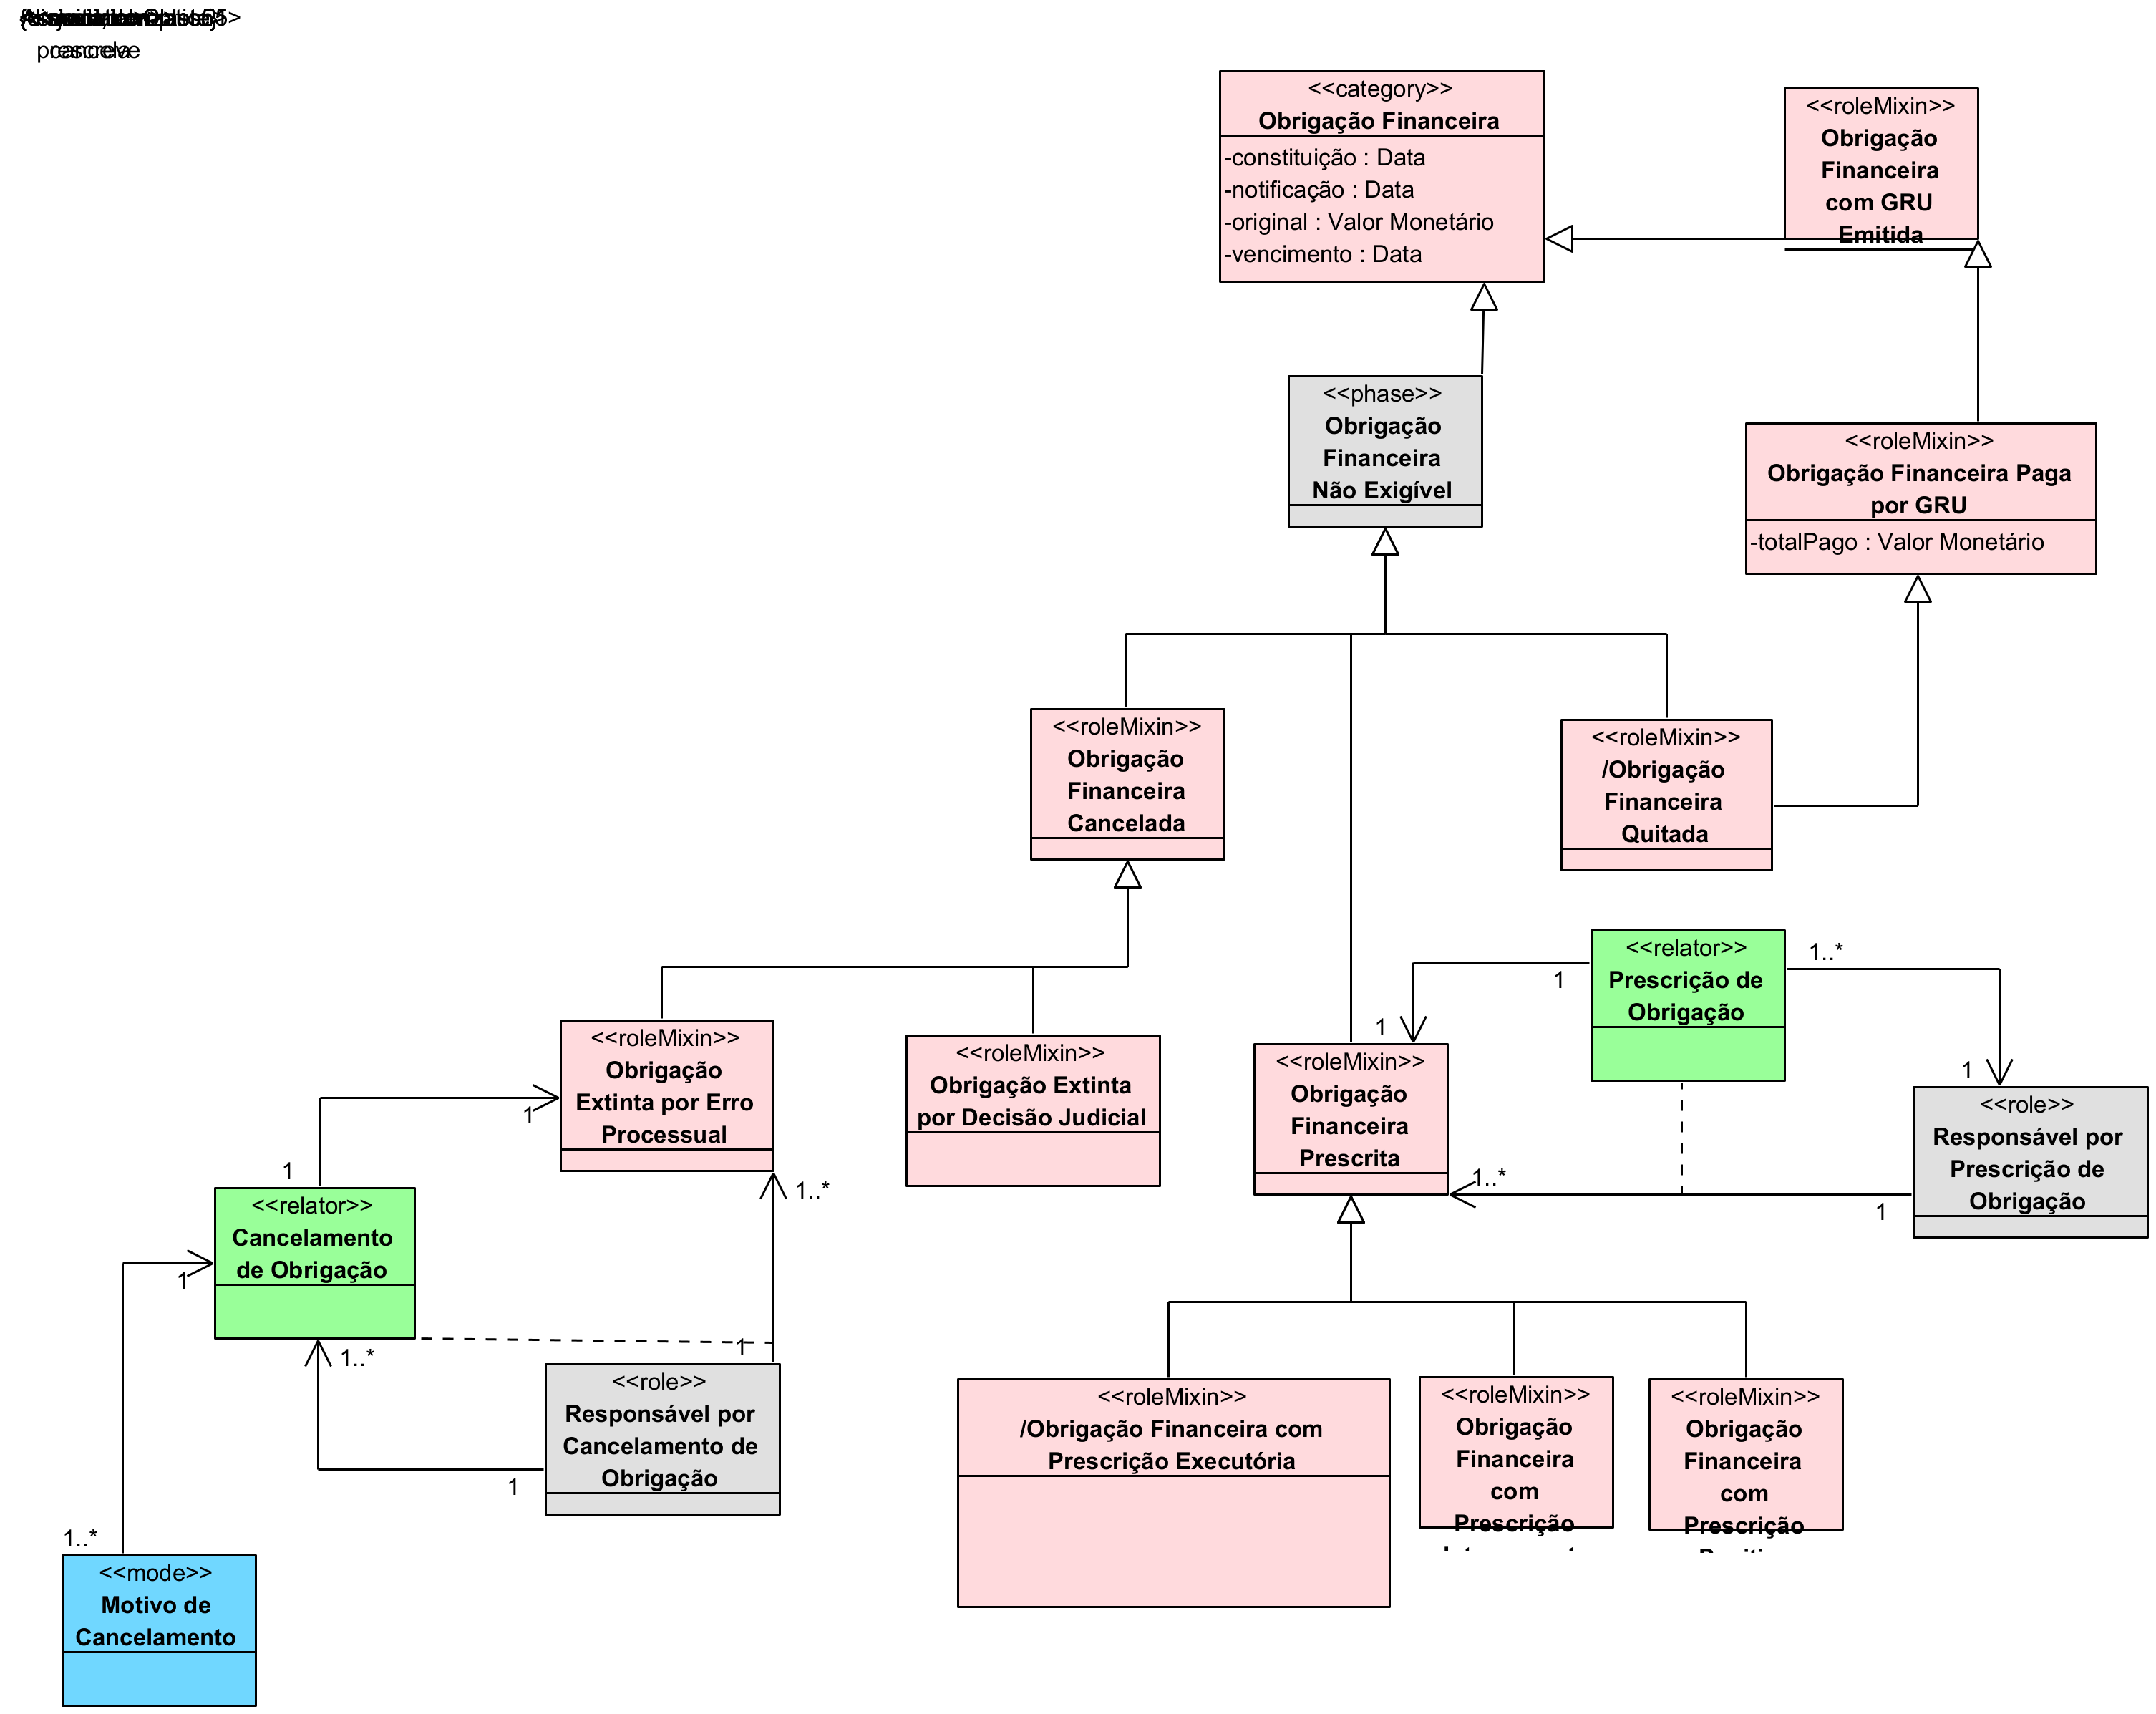 prescreve
<<category>>
Obrigação Financeira
-constituição : Data
-notificação : Data
-original : Valor Monetário
-vencimento : Data
<<roleMixin>>
Obrigação
Financeira
com GRU
Emitida
<<phase>>
Obrigação
Financeira
Não Exigível
<<roleMixin>>
Obrigação Financeira Paga
por GRU
-totalPago : Valor Monetário
<<roleMixin>>
Obrigação
Financeira
Cancelada
<<roleMixin>>
/Obrigação
Financeira
Quitada
<<relator>>
Prescrição de
Obrigação
1..*
1
1
1
<<roleMixin>>
Obrigação
Extinta por Erro
Processual
<<roleMixin>>
Obrigação Extinta
por Decisão Judicial
<<roleMixin>>
Obrigação
Financeira
Prescrita
<<role>>
Responsável por
Prescrição de
Obrigação
1
1
1..*
1..*
1
<<relator>>
Cancelamento
de Obrigação
1
1..*
1
<<role>>
Responsável por
Cancelamento de
Obrigação
1
<<roleMixin>>
/Obrigação Financeira com
Prescrição Executória
<<roleMixin>>
Obrigação
Financeira
com
Prescrição
<<roleMixin>>
Obrigação
Financeira
com
Prescrição
1..*
<<mode>>
Motivo de
Cancelamento